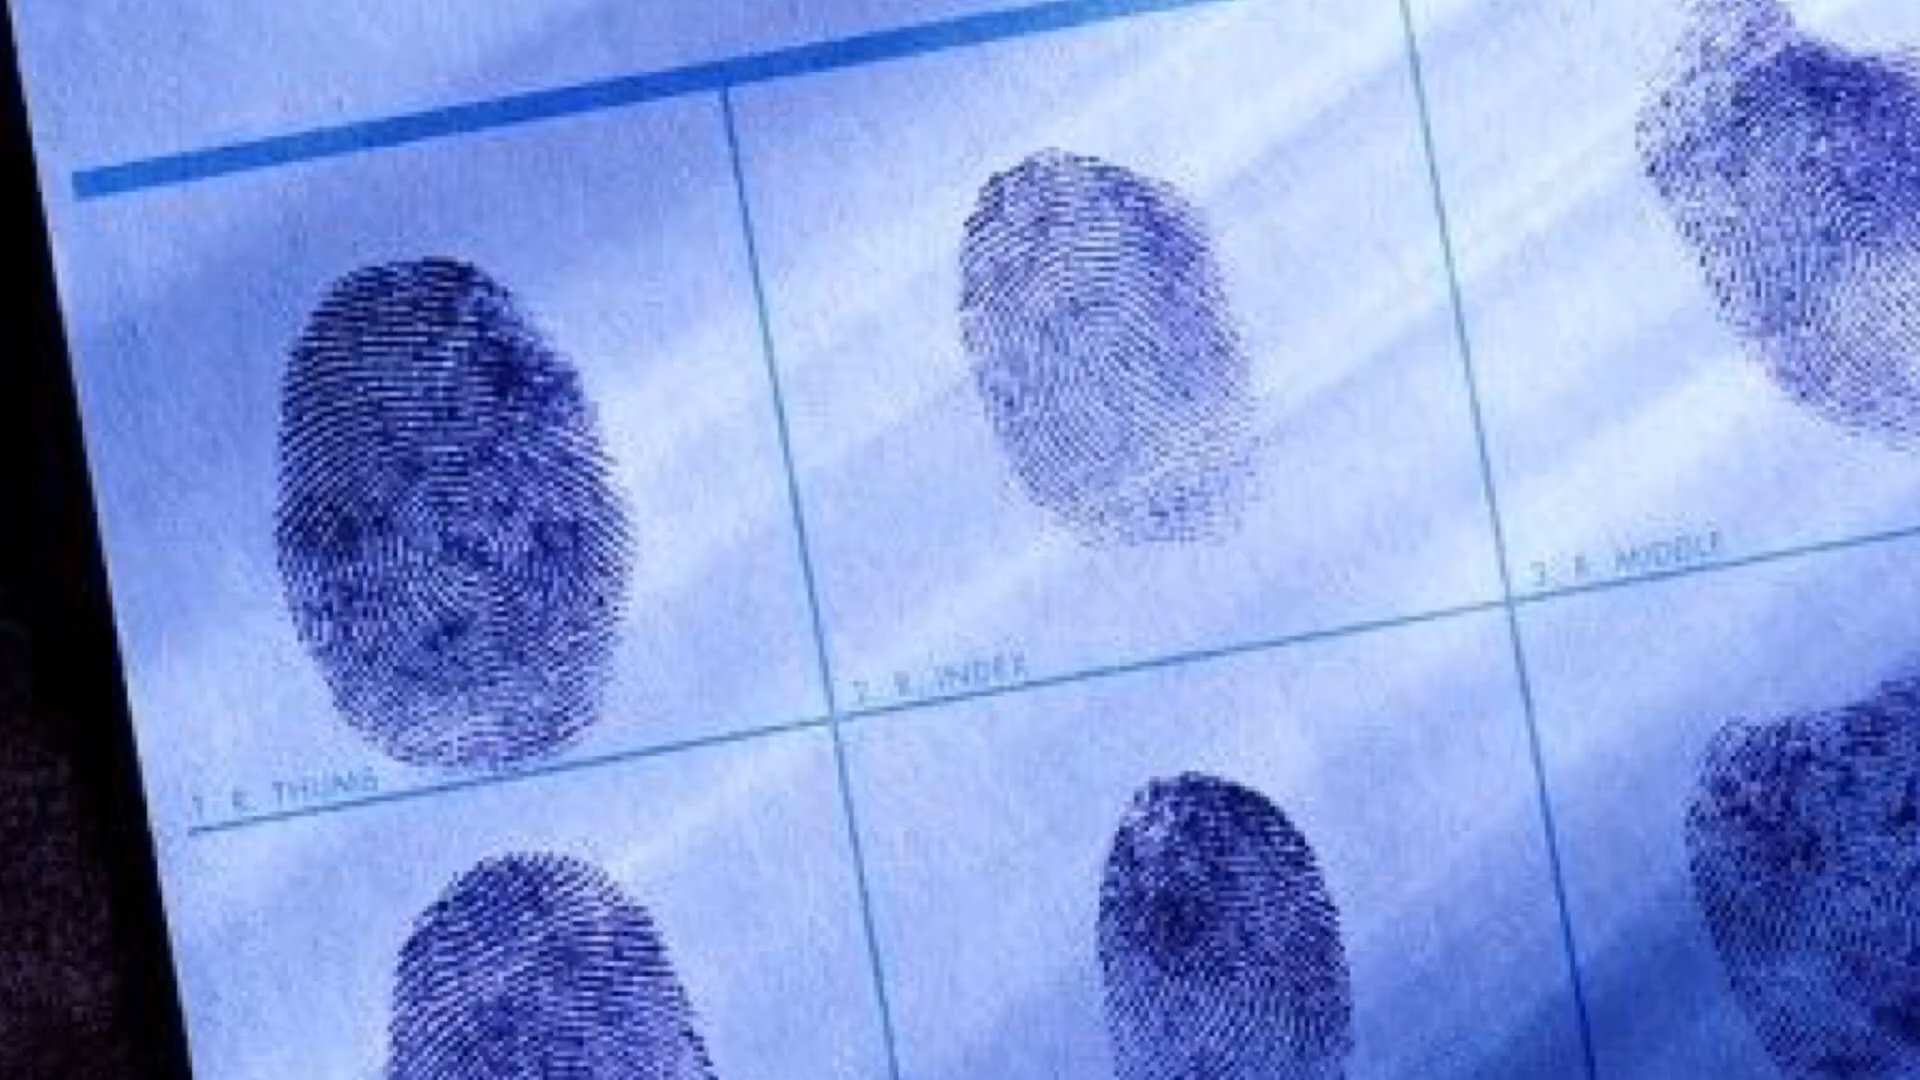 1. R. THUMB
2. R. INDEX
3. R. MIDDLE